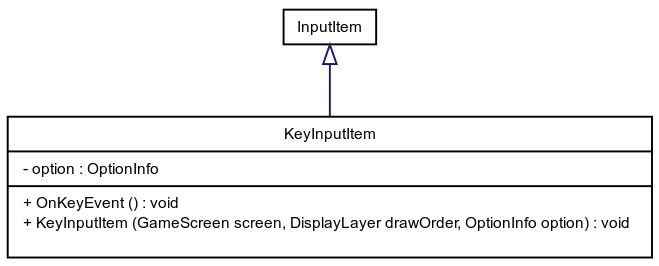 InputItem
KeyInputItem
- option : OptionInfo
+ OnKeyEvent () : void
+ KeyInputItem (GameScreen screen, DisplayLayer drawOrder, OptionInfo option) : void